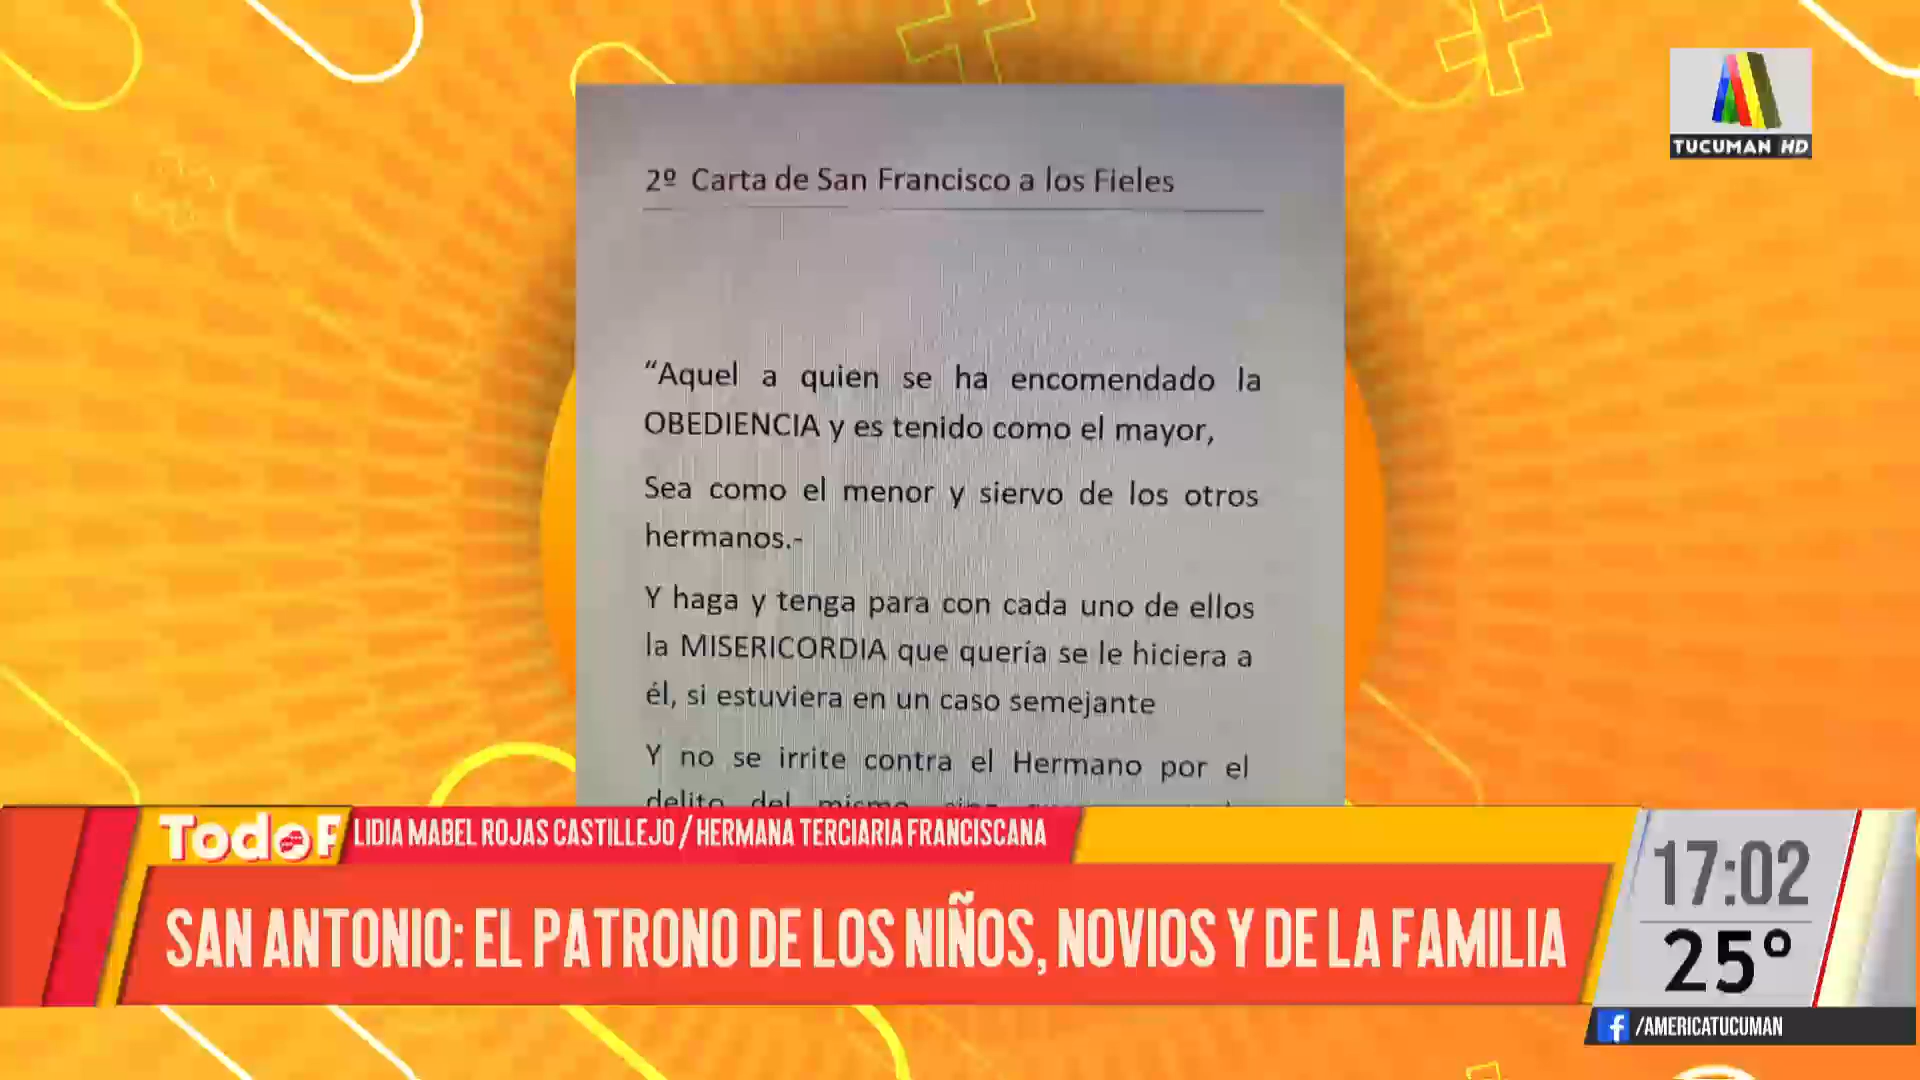 TUCUMAN HD
2º Carta de San Francisco a los Fieles
“Aquel a quien se ha encomendado la
OBEDIENCIA y es tenido como el mayor,
Sea como el menor y siervo de los otros
hermanos.-
Y haga y tenga para con cada uno de ellos
la MISERICORDIA que quería se le hiciera a
él, si estuviera en un caso semejante
Y no se irrite contra el Hermano por el
delito del mismo
LIDIA MABEL ROJAS CASTILLEJO / HERMANA TERCIARIA FRANCISCANA
SAN ANTONIO: EL PATRONO DE LOS NIÑOS, NOVIOS Y DE LA FAMILIA
17:02
25º
/AMERICATUCUMAN